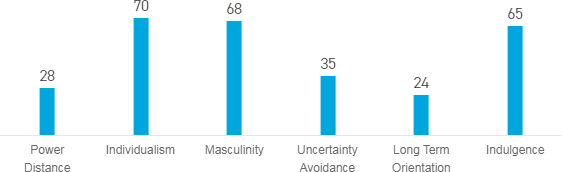 28
70
68
35
24
65
Power
Distance
Individualism
Masculinity
Uncertainty
Avoidance
Long Term
Orientation
Indulgence